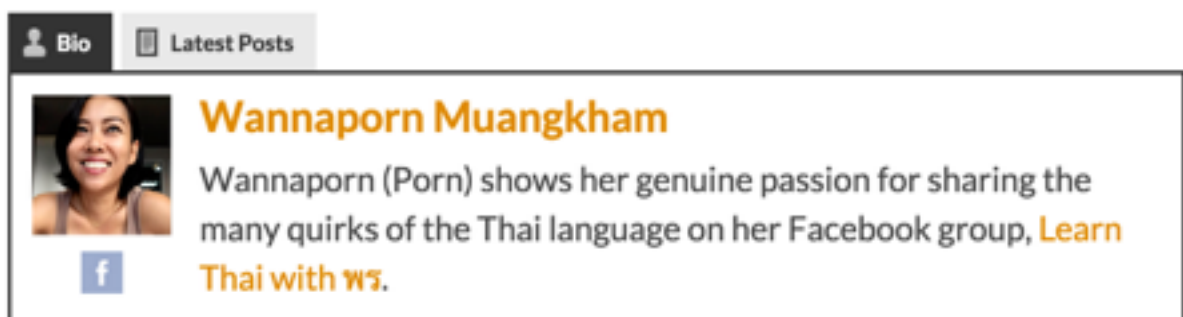 Bio
Latest Posts
Wannaporn Muangkham
Wannaporn (Porn) shows her genuine passion for sharing the
many quirks of the Thai language on her Facebook group, Learn
Thai with พร.
f